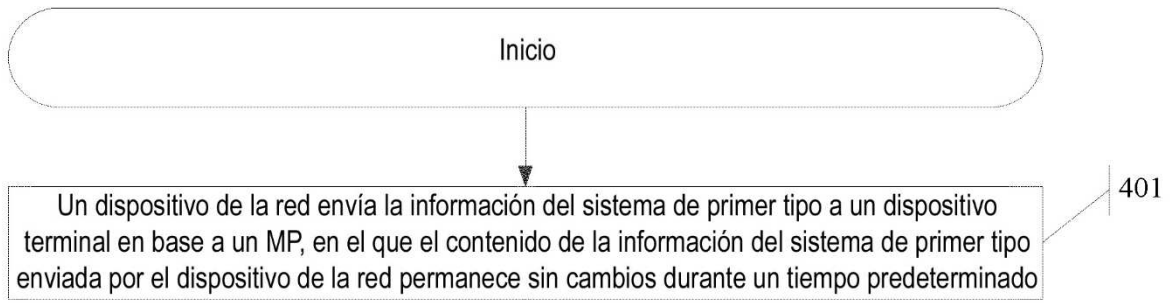 Inicio
Un dispositivo de la red envía la información del sistema de primer tipo a un dispositivo
terminal en base a un MP, en el que el contenido de la información del sistema de primer tipo
enviada por el dispositivo de la red permanece sin cambios durante un tiempo predeterminado
401